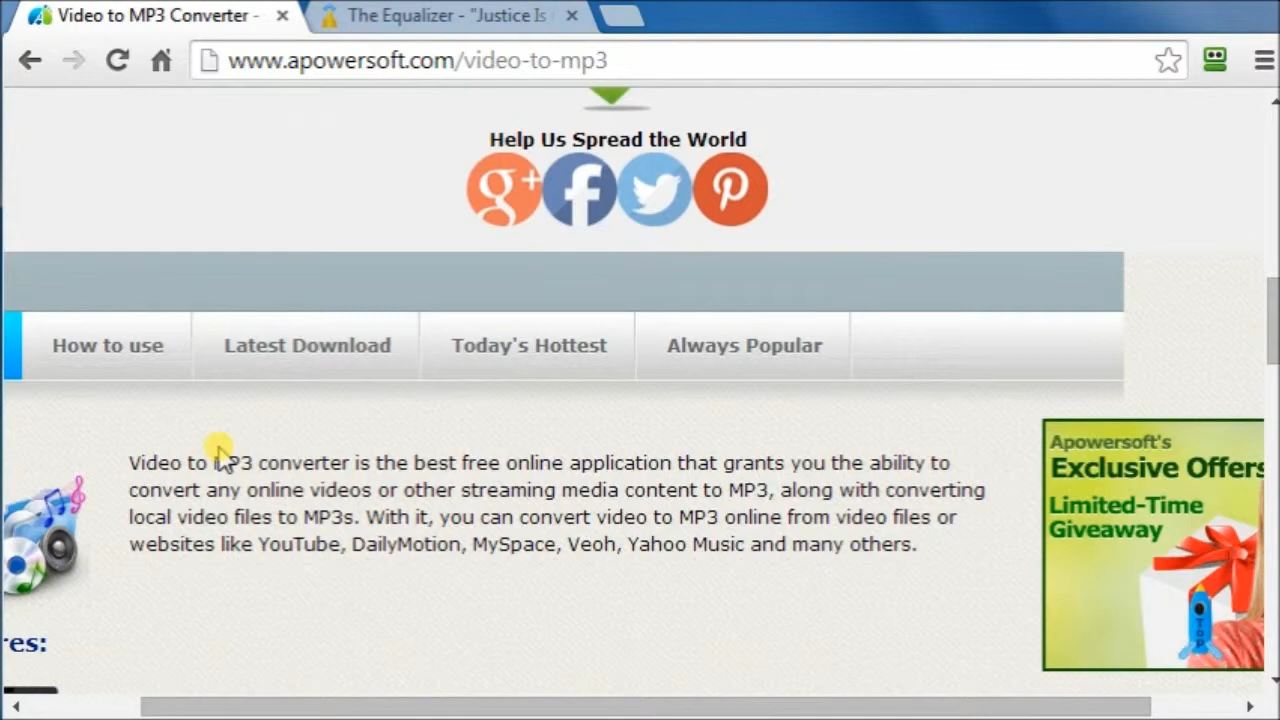 Video to MP3 Converter -
The Equalizer - "Justice Is
www.apowersoft.com/video-to-mp3
Help Us Spread the World
How to use
Latest Download
Today's Hottest
Always Popular
Video to MP3 converter is the best free online application that grants you the ability to
convert any online videos or other streaming media content to MP3, along with converting
local video files to MP3s. With it, you can convert video to MP3 online from video files or
websites like YouTube, DailyMotion, MySpace, Veoh, Yahoo Music and many others.
Apowersoft's
Exclusive Offers
Limited-Time
Giveaway
TOP
res: